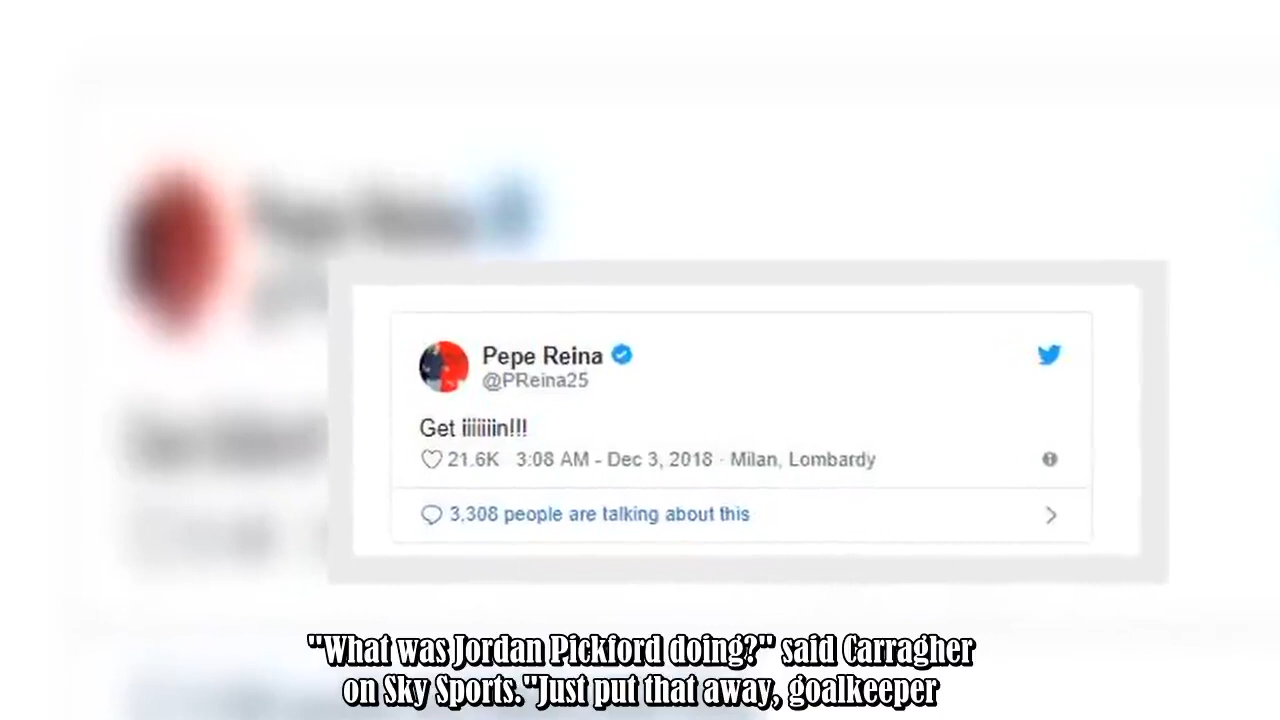 Pepe Reina
@PReina25
Get iiiiiiin!!!
21.6K 3:08 AM - Dec 3, 2018 · Milan, Lombardy
3,308 people are talking about this
"What was Jordan Pickford doing?" said Carragher
on Sky Sports."Just put that away, goalkeeper